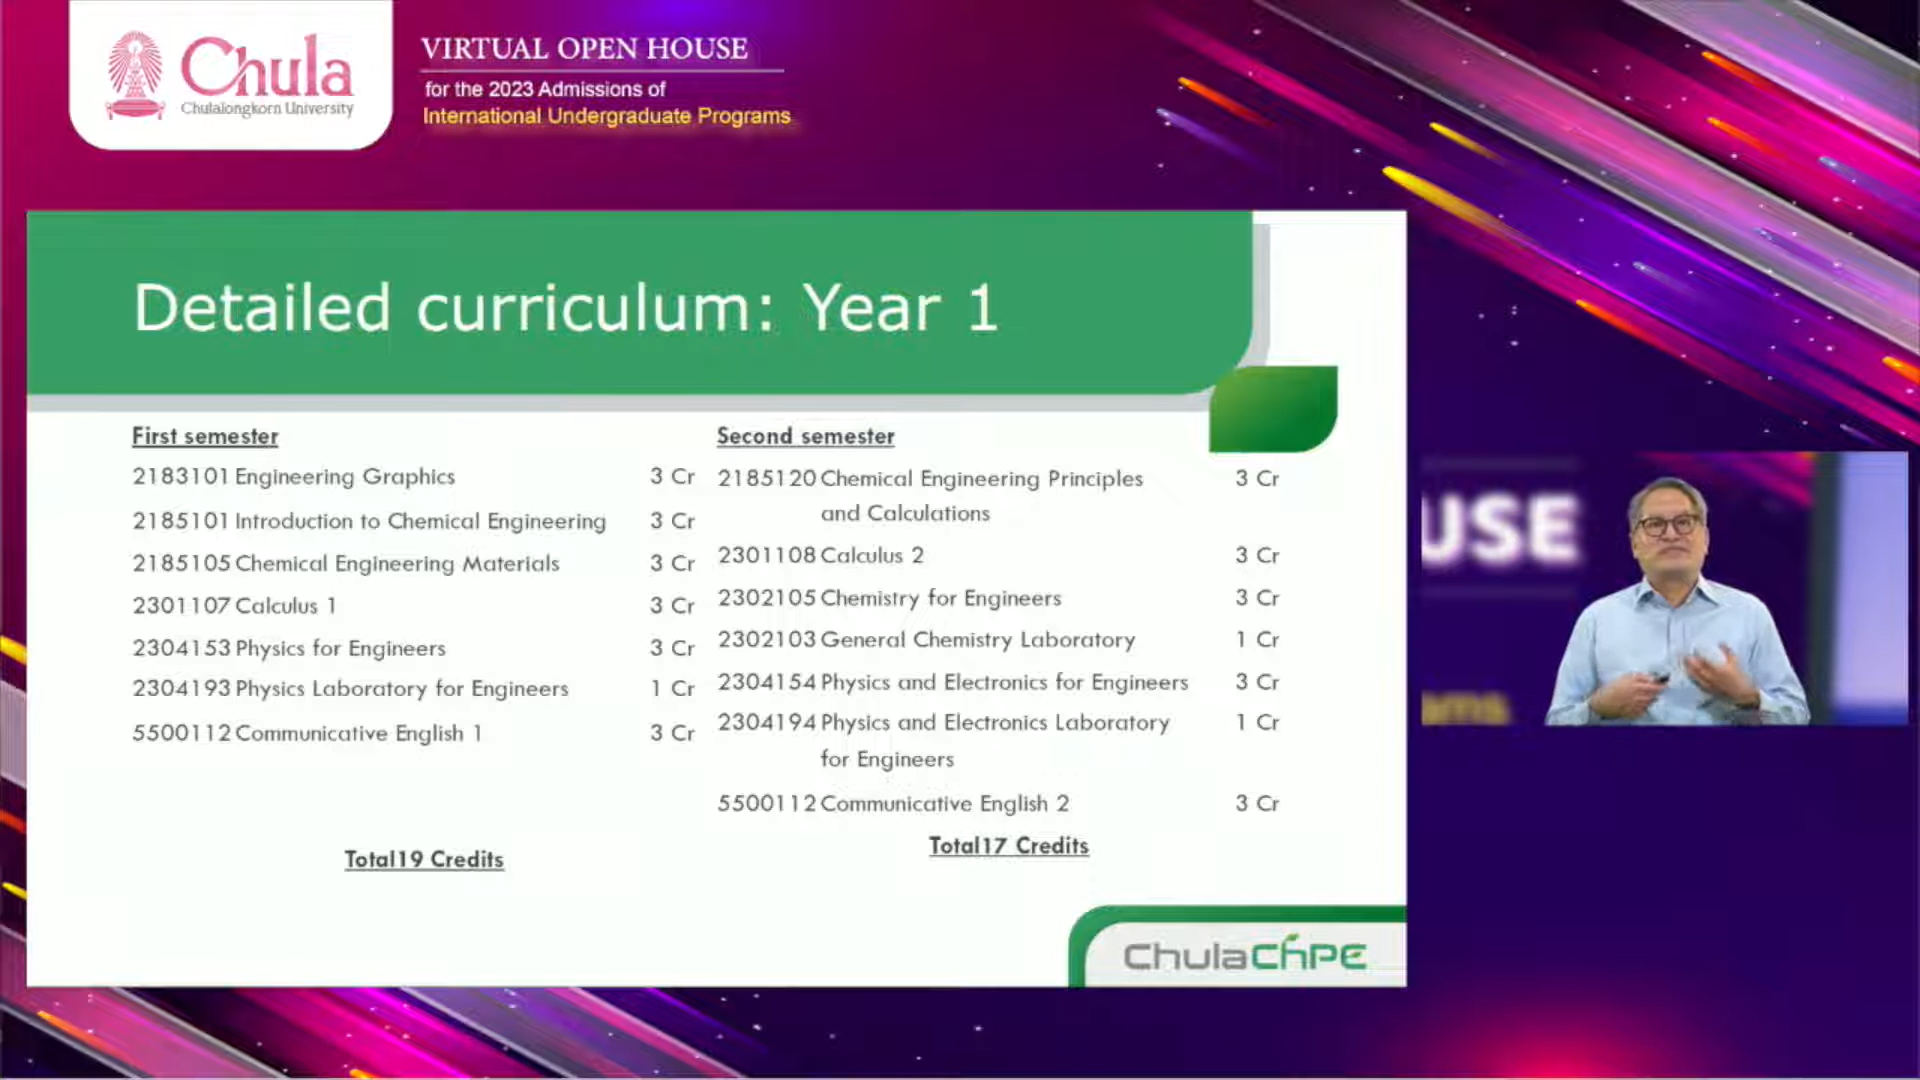 Chula
Chulalongkorn University
VIRTUAL OPEN HOUSE
for the 2023 Admissions of
International Undergraduate Programs
Detailed curriculum: Year 1
First semester
2183101 Engineering Graphics 3 Cr
2185101 Introduction to Chemical Engineering 3 Cr
2185105 Chemical Engineering Materials 3 Cr
2301107 Calculus 1 3 Cr
2304153 Physics for Engineers 3 Cr
2304193 Physics Laboratory for Engineers 1 Cr
5500112 Communicative English 1 3 Cr
Total19 Credits
Second semester
2185120 Chemical Engineering Principles 3 Cr
and Calculations
2301108 Calculus 2 3 Cr
2302105 Chemistry for Engineers 3 Cr
2302103 General Chemistry Laboratory 1 Cr
2304154 Physics and Electronics for Engineers 3 Cr
2304194 Physics and Electronics Laboratory 1 Cr
for Engineers
5500112 Communicative English 2 3 Cr
Total17 Credits
ChulaChPE
USE
ams